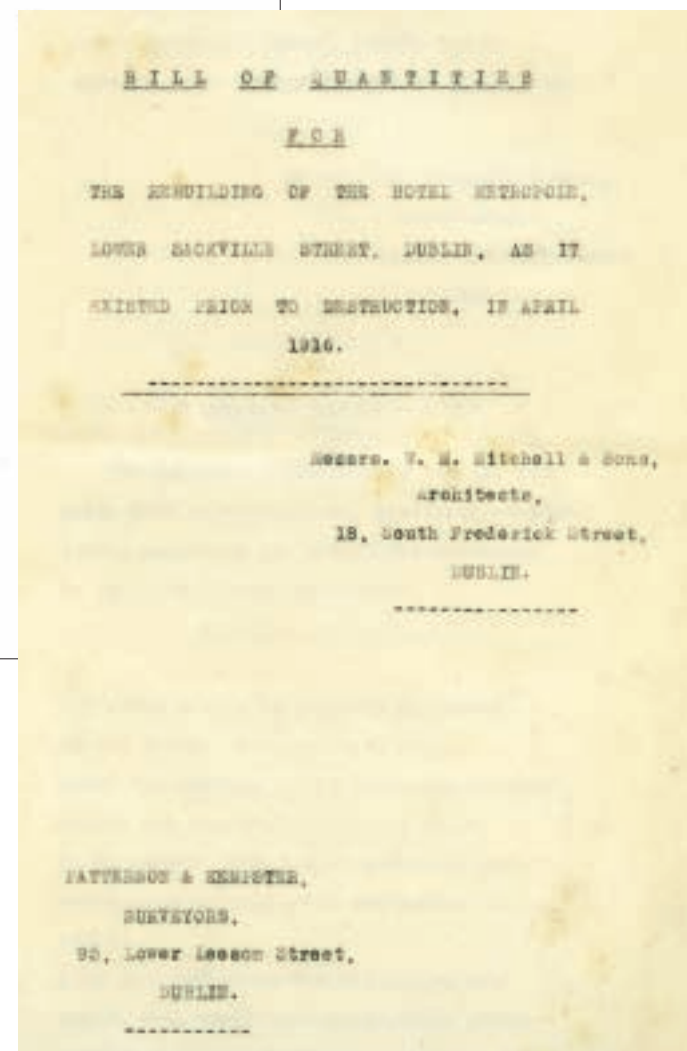 BILL OF QUANTITIES
FOR
THE REBUILDING OF THE HOTEL METROPOLE,
LOWER SACKVILLE STREET, DUBLIN, AS IT
EXISTED PRIOR TO DESTRUCTION, IN APRIL
1916.
Messrs. W. M. Mitchell & Sons,
Architects,
18, South Frederick Street,
DUBLIN.
PATTERSON & KEMPSTER,
SURVEYORS,
95, Lower Leeson Street,
DUBLIN.